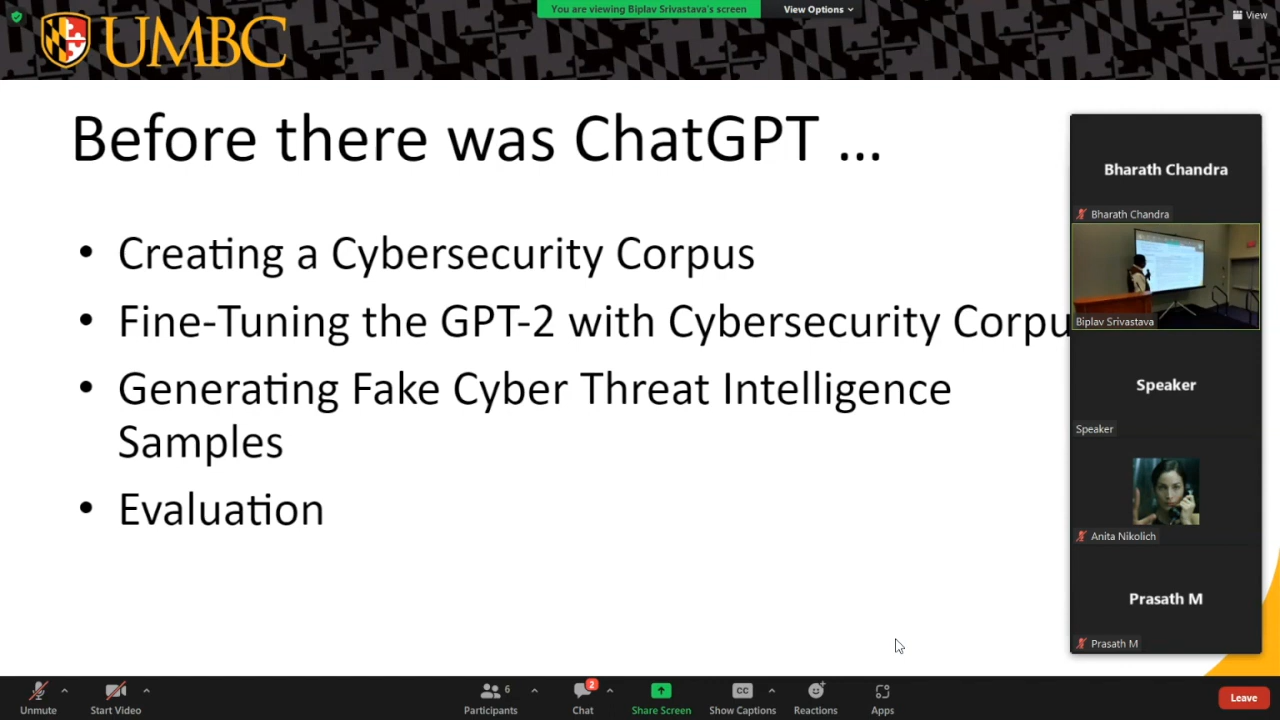 You are viewing Biplav Srivastava's screen
View Options
View
UMBC
Before there was ChatGPT ...
• Creating a Cybersecurity Corpus
• Fine-Tuning the GPT-2 with Cybersecurity Corpu
• Generating Fake Cyber Threat Intelligence
Samples
• Evaluation
Bharath Chandra
Bharath Chandra
Biplav Srivastava
Speaker
Speaker
Anita Nikolich
Prasath M
Prasath M
Unmute
Start Video
Participants
6
Chat
2
Share Screen
CC
Show Captions
Reactions
Apps
Leave